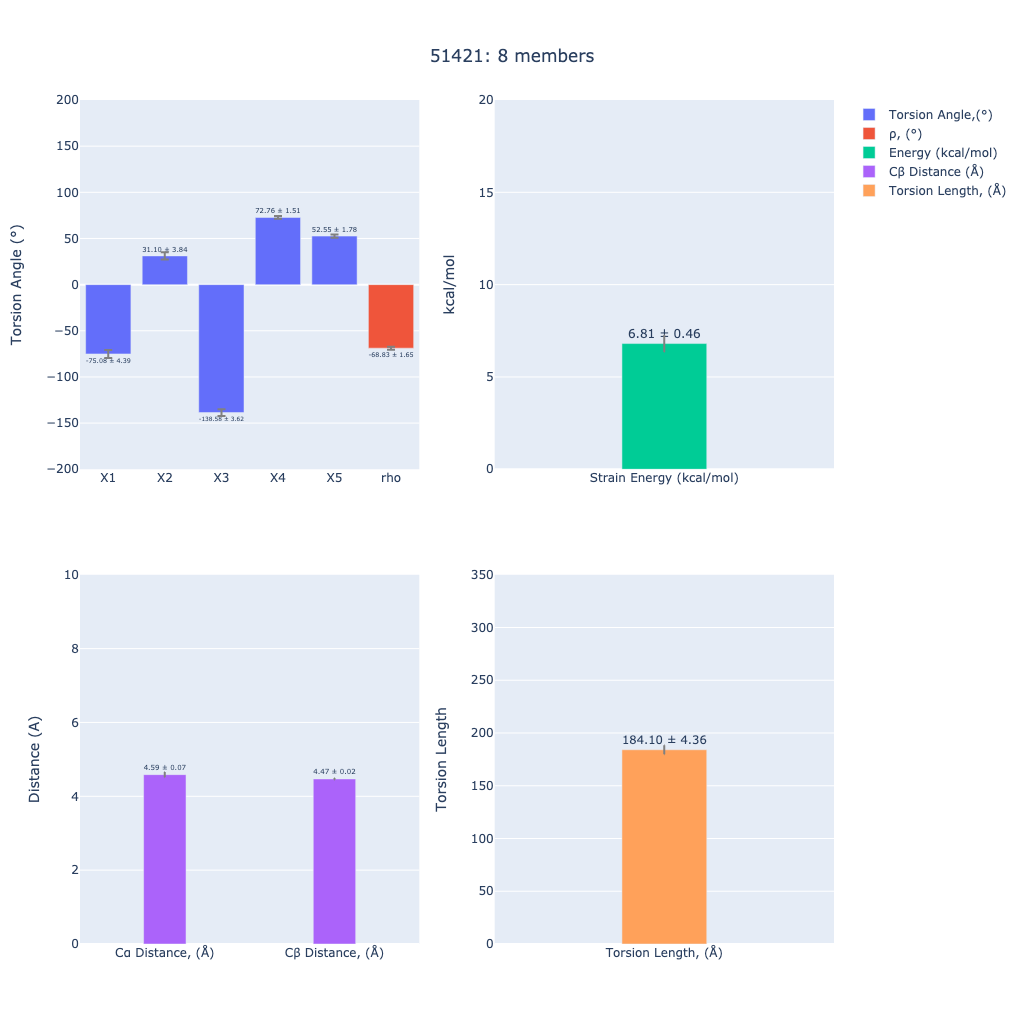 51421: 8 members
200
150
100
50
0
−50
−100
−150
−200
Torsion Angle (°)
-75.08 ± 4.39
31.10 ± 3.84
-138.58 ± 3.62
72.76 ± 1.51
52.55 ± 1.78
-68.83 ± 1.65
X1 X2 X3 X4 X5 rho
20
15
10
5
0
kcal/mol
6.81 ± 0.46
Strain Energy (kcal/mol)
Torsion Angle,(°)
ρ, (°)
Energy (kcal/mol)
Cβ Distance (Å)
Torsion Length, (Å)
10
8
6
4
2
0
Distance (A)
4.59 ± 0.07
4.47 ± 0.02
Cα Distance, (Å) Cβ Distance, (Å)
350
300
250
200
150
100
50
0
Torsion Length
184.10 ± 4.36
Torsion Length, (Å)